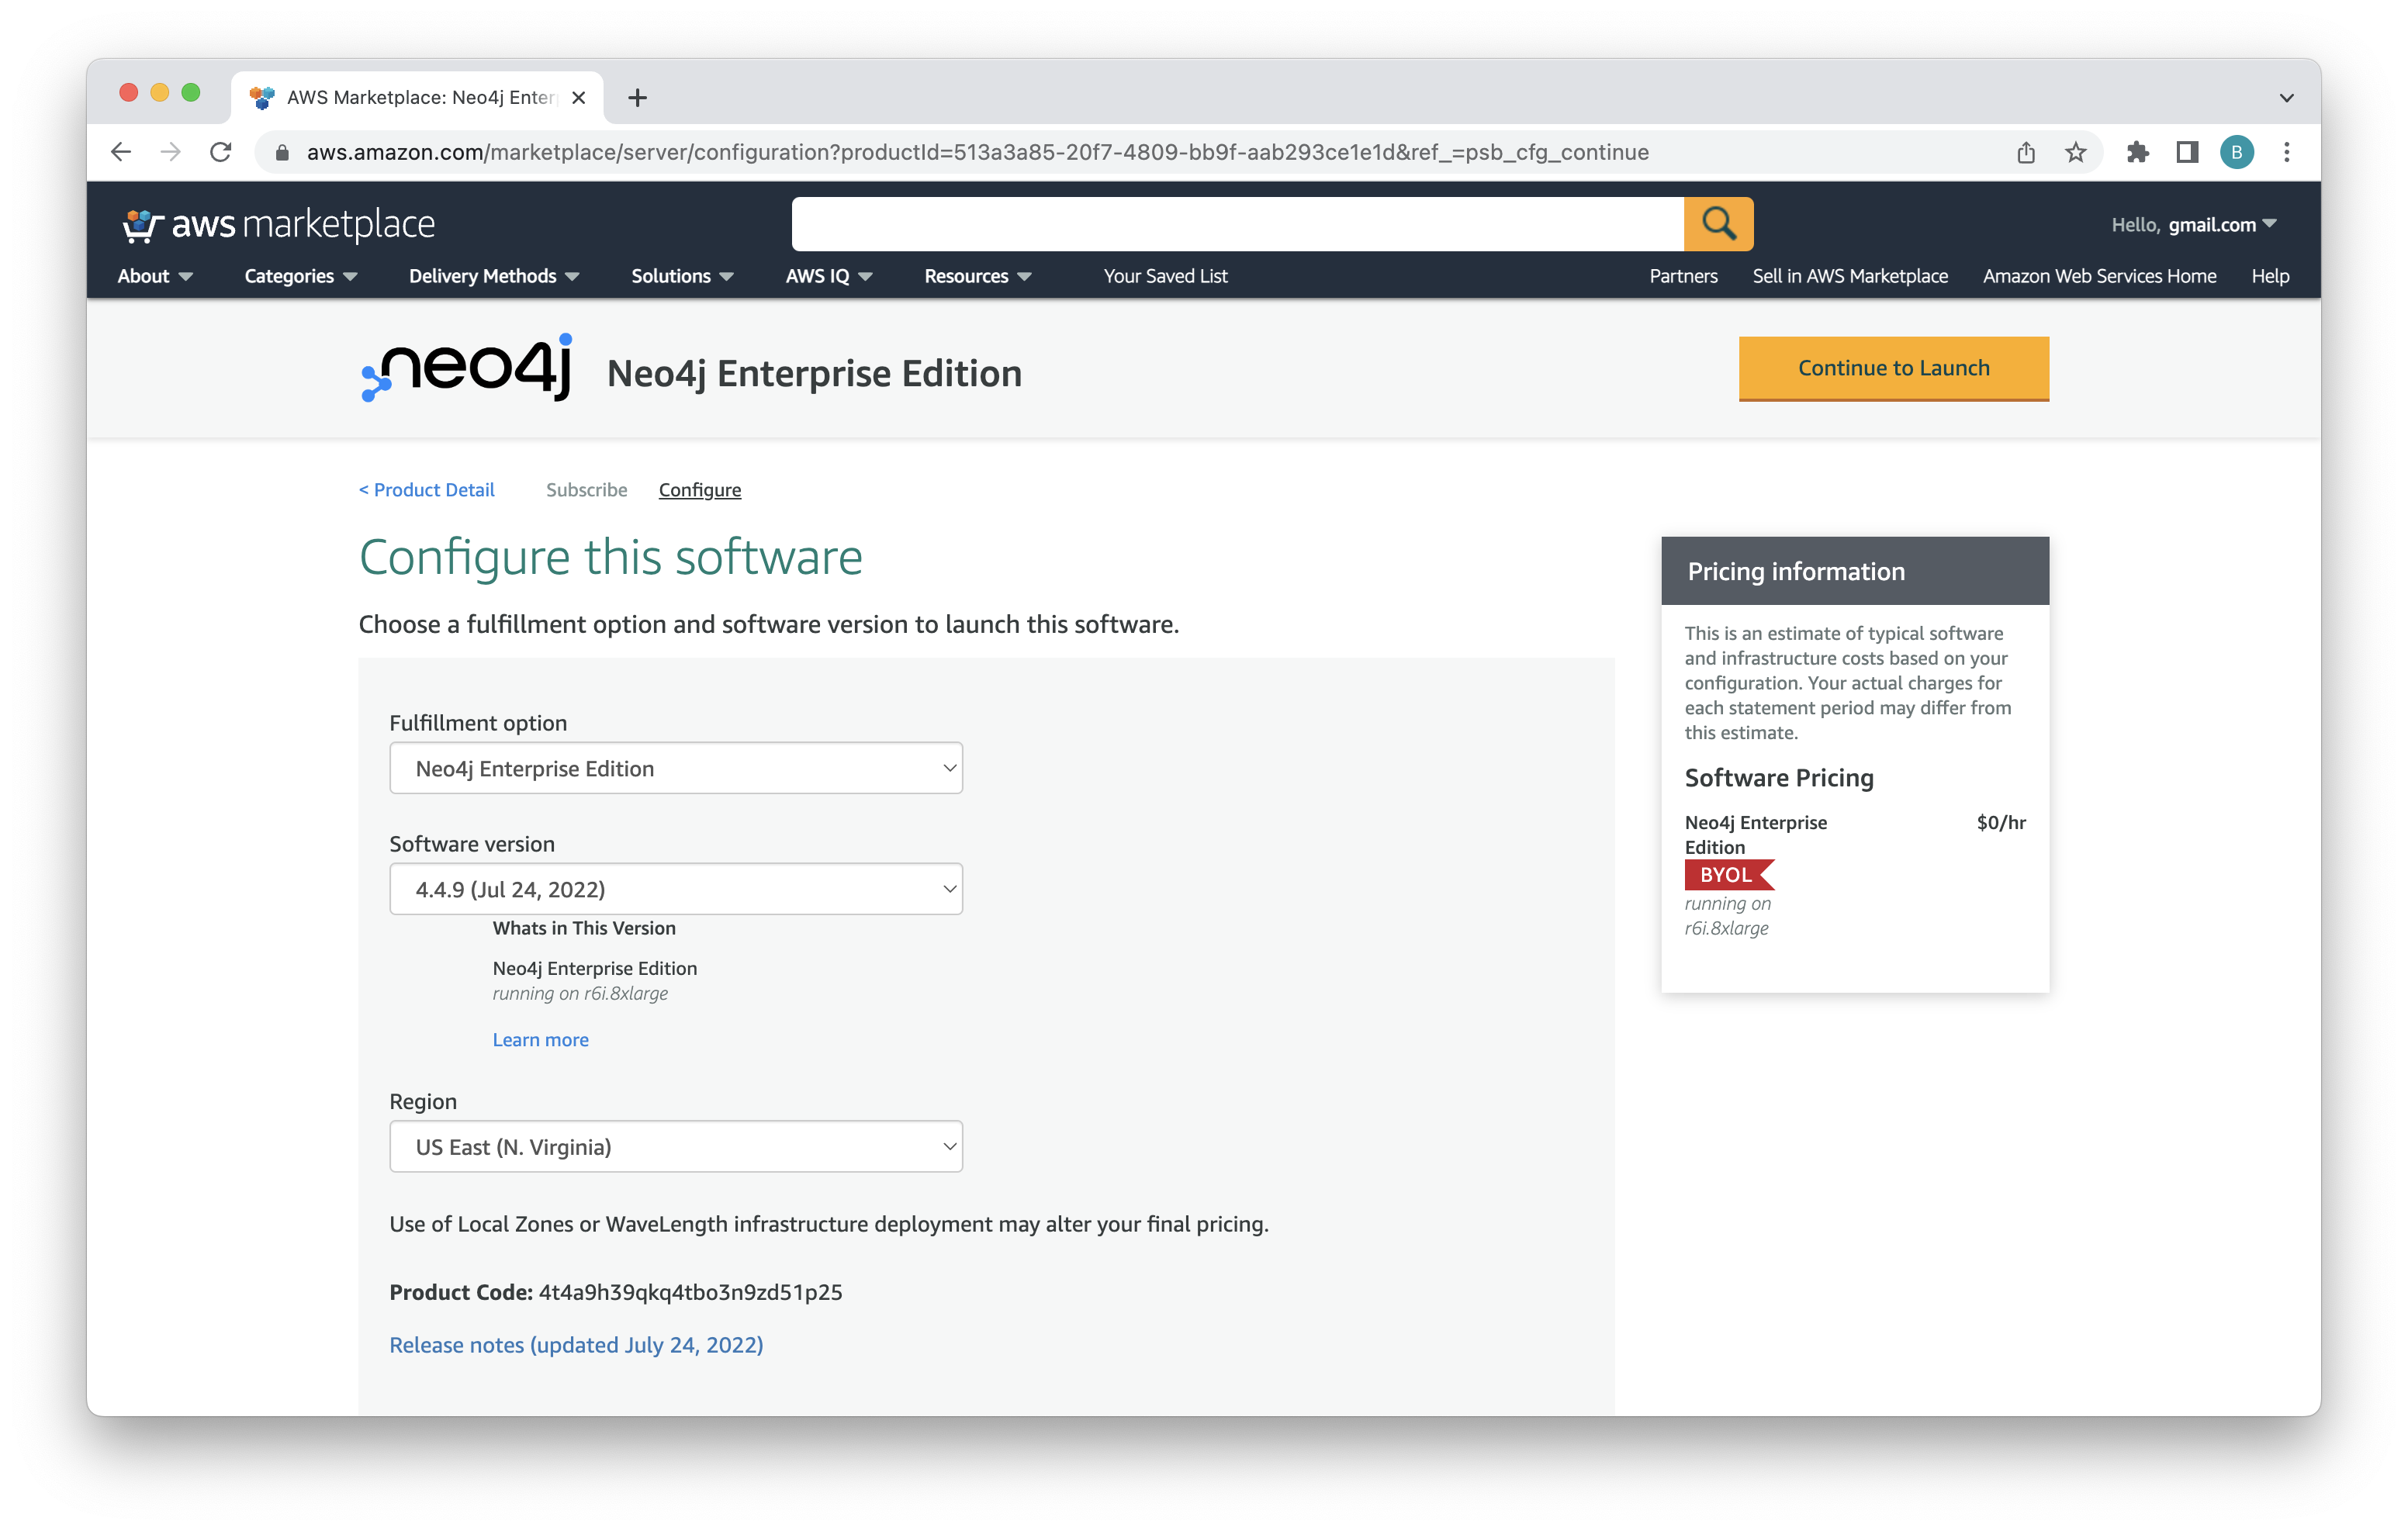 AWS Marketplace: Neo4j Enter
aws.amazon.com/marketplace/server/configuration?productId=513a3a85-20f7-4809-bb9f-aab293ce1e1d&ref_=psb_cfg_continue
B
aws marketplace
Hello, gmail.com
About Categories Delivery Methods Solutions AWS IQ Resources Your Saved List Partners Sell in AWS Marketplace Amazon Web Services Home Help
neo4j Neo4j Enterprise Edition
Continue to Launch
< Product Detail Subscribe Configure
Configure this software
Choose a fulfillment option and software version to launch this software.
Fulfillment option
Neo4j Enterprise Edition
Software version
4.4.9 (Jul 24, 2022)
Whats in This Version
Neo4j Enterprise Edition
running on r6i.8xlarge
Learn more
Region
US East (N. Virginia)
Use of Local Zones or WaveLength infrastructure deployment may alter your final pricing.
Product Code: 4t4a9h39qkq4tbo3n9zd51p25
Release notes (updated July 24, 2022)
Pricing information
This is an estimate of typical software
and infrastructure costs based on your
configuration. Your actual charges for
each statement period may differ from
this estimate.
Software Pricing
Neo4j Enterprise $0/hr
Edition
BYOL
running on
r6i.8xlarge